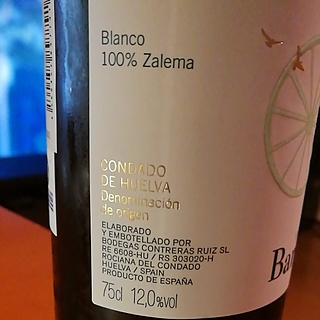 Blanco
100% Zalema
CONDADO
DE HUELVA
Denominación
de origen
ELABORADO
Y EMBOTELLADO POR
BODEGAS CONTRERAS RUIZ SL
RE 6608-HU / RS 303020-H
ROCIANA DEL CONDADO
HUELVA / SPAIN
PRODUCTO DE ESPAÑA
75cl 12,0%vol